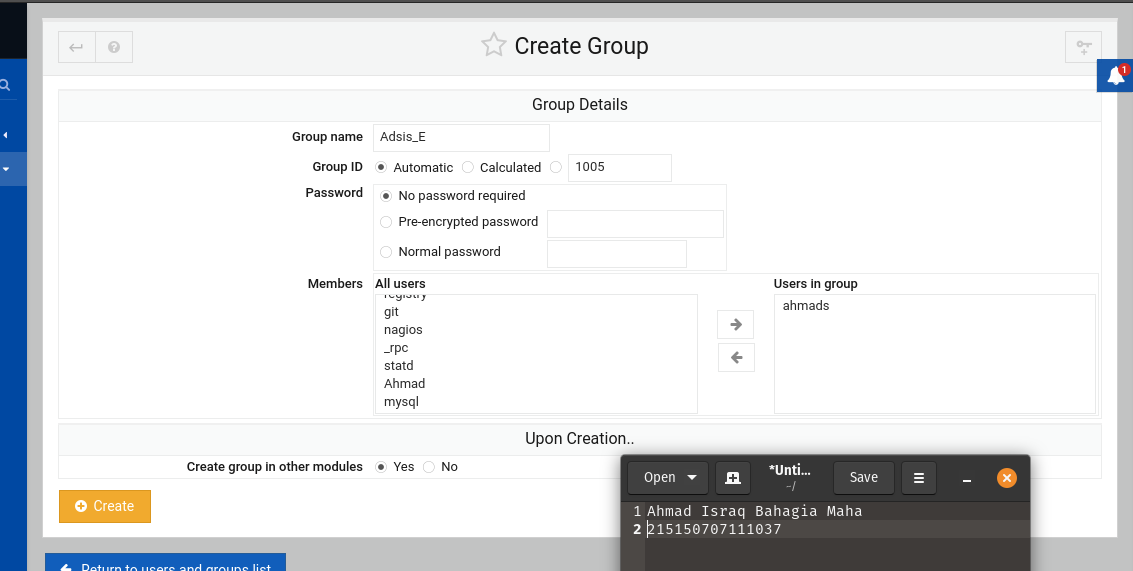 Create Group
1
Group Details
Group name Adsis_E
Group ID Automatic Calculated 1005
Password No password required
Pre-encrypted password
Normal password
Members All users Users in group
registry ahmads
git
nagios
_rpc
statd
Ahmad
mysql
Upon Creation..
Create group in other modules Yes No
Create
Return to users and groups list
Open *Unti... Save
~/
1 Ahmad Israq Bahagia Maha
2 215150707111037